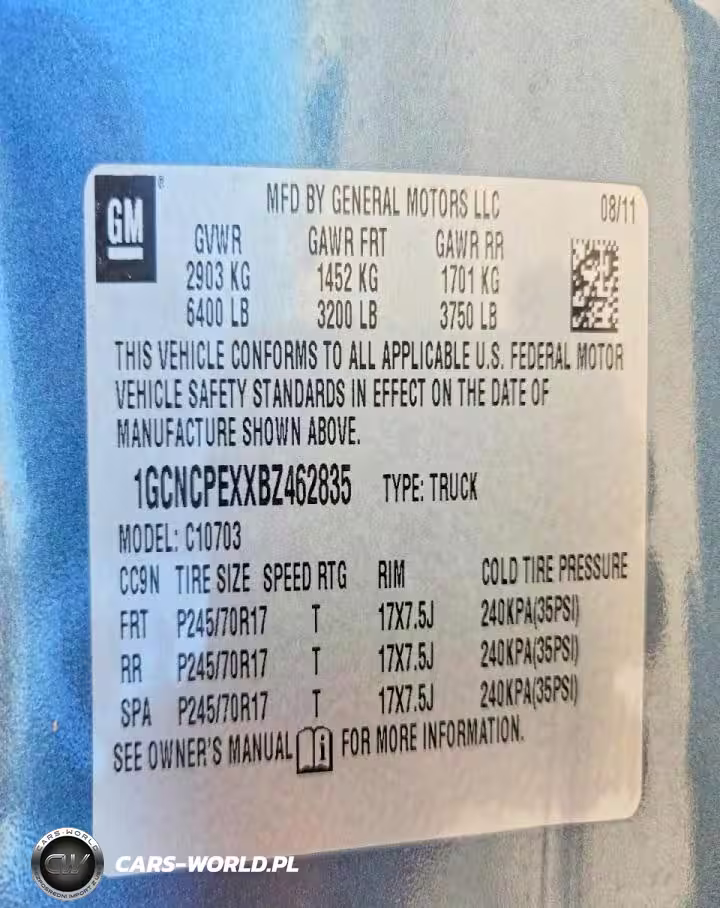 GM ® MFD BY GENERAL MOTORS LLC 08/11
GVWR GAWR FRT GAWR RR
2903 KG 1452 KG 1701 KG
6400 LB 3200 LB 3750 LB
THIS VEHICLE CONFORMS TO ALL APPLICABLE U.S. FEDERAL MOTOR
VEHICLE SAFETY STANDARDS IN EFFECT ON THE DATE OF
MANUFACTURE SHOWN ABOVE.
1GCNCPEXXBZ462835 TYPE: TRUCK
MODEL: C10703
CC9N TIRE SIZE SPEED RTG RIM COLD TIRE PRESSURE
FRT P245/70R17 T 17X7.5J 240KPA(35PSI)
RR P245/70R17 T 17X7.5J 240KPA(35PSI)
SPA P245/70R17 T 17X7.5J 240KPA(35PSI)
SEE OWNER'S MANUAL FOR MORE INFORMATION.
CARS-WORLD
CW
CARS-WORLD.PL